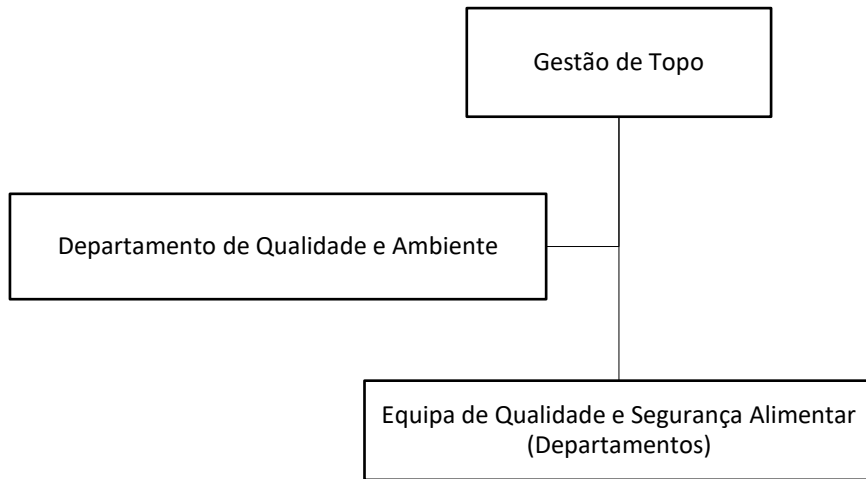 Gestão de Topo
Departamento de Qualidade e Ambiente
Equipa de Qualidade e Segurança Alimentar
(Departamentos)